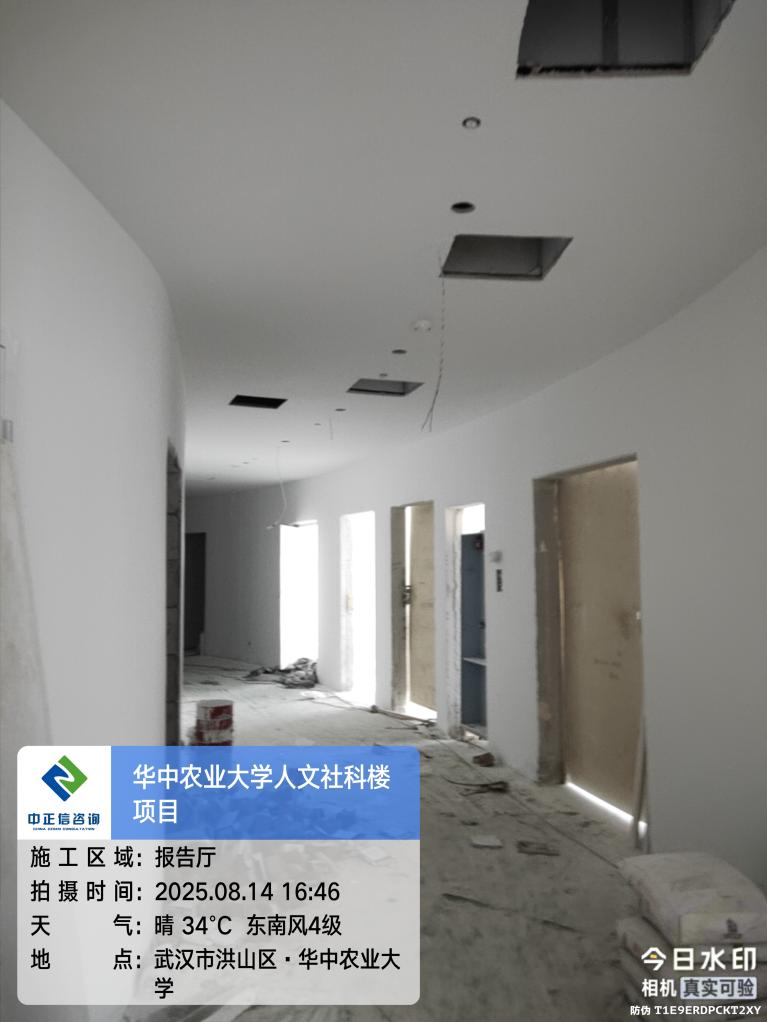 华中农业大学人文社科楼
项目
中正信咨询
施工区域：报告厅
拍摄时间：2025.08.14 16:46
天气：晴 34℃ 东南风4级
地点：武汉市洪山区·华中农业大
学
今日水印
相机 真实可验
防伪 T1E9ERDPCKT2XY